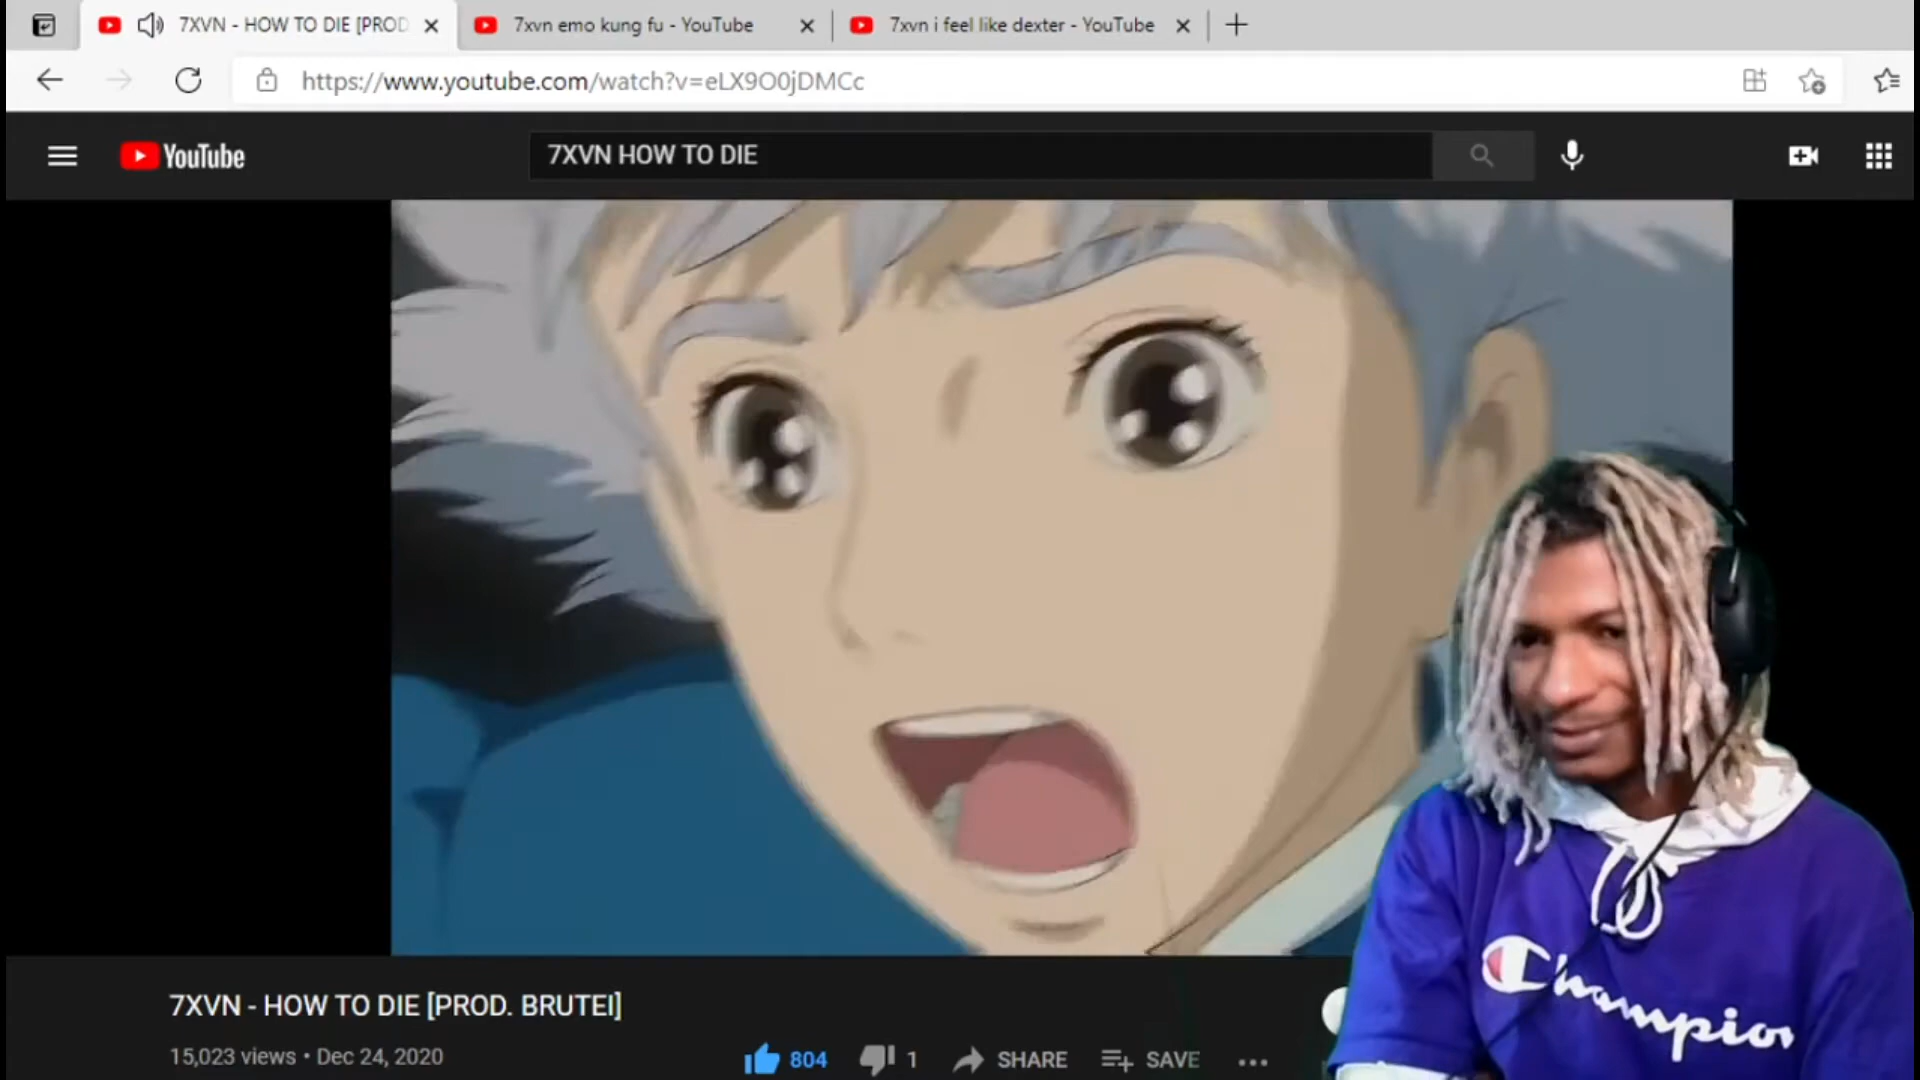 7XVN - HOW TO DIE [PROD
7xvn emo kung fu - YouTube
7xvn i feel like dexter - YouTube
https://www.youtube.com/watch?v=eLX9O0jDMCc
YouTube
7XVN HOW TO DIE
7XVN - HOW TO DIE [PROD. BRUTEI]
15,023 views • Dec 24, 2020
804
1
SHARE
SAVE
Champion